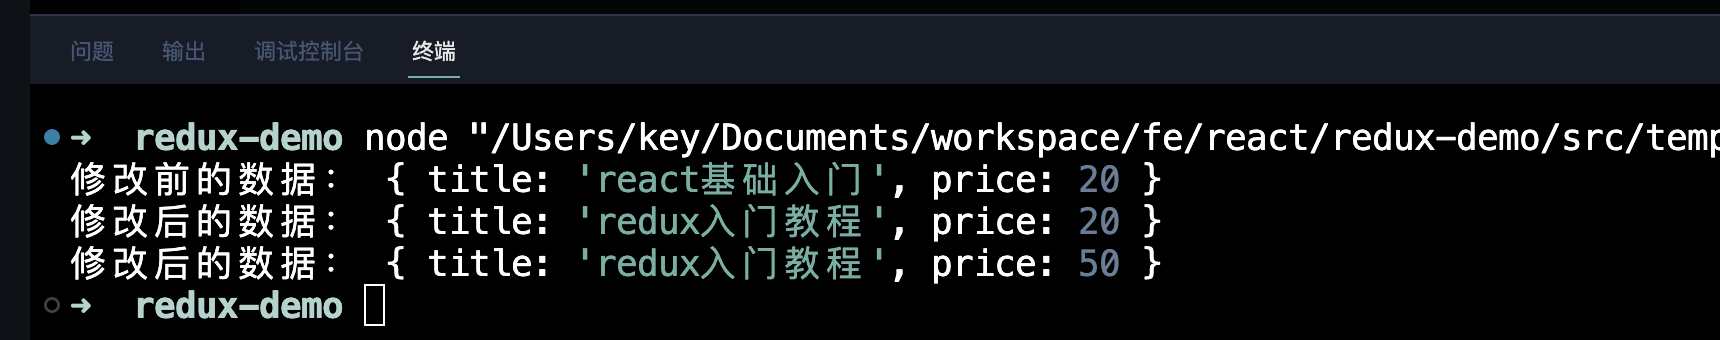 问题 输出 调试控制台 终端
➜ redux-demo node "/Users/key/Documents/workspace/fe/react/redux-demo/src/temp
修改前的数据： { title: 'react基础入门', price: 20 }
修改后的数据： { title: 'redux入门教程', price: 20 }
修改后的数据： { title: 'redux入门教程', price: 50 }
➜ redux-demo